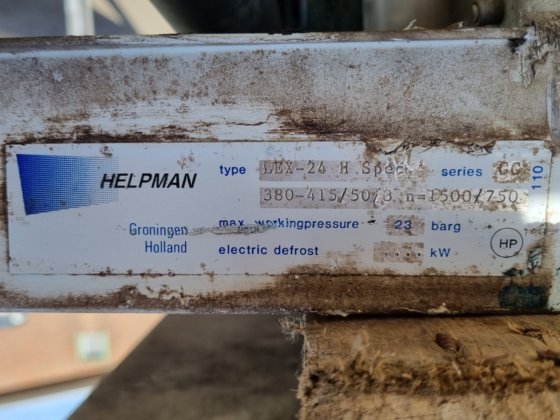 HELPMAN
Groningen
Holland
type LEX-24 H Spec series CC
380-415/50/3 n=1500/750
max workingpressure 23 barg
electric defrost kW
HP
110